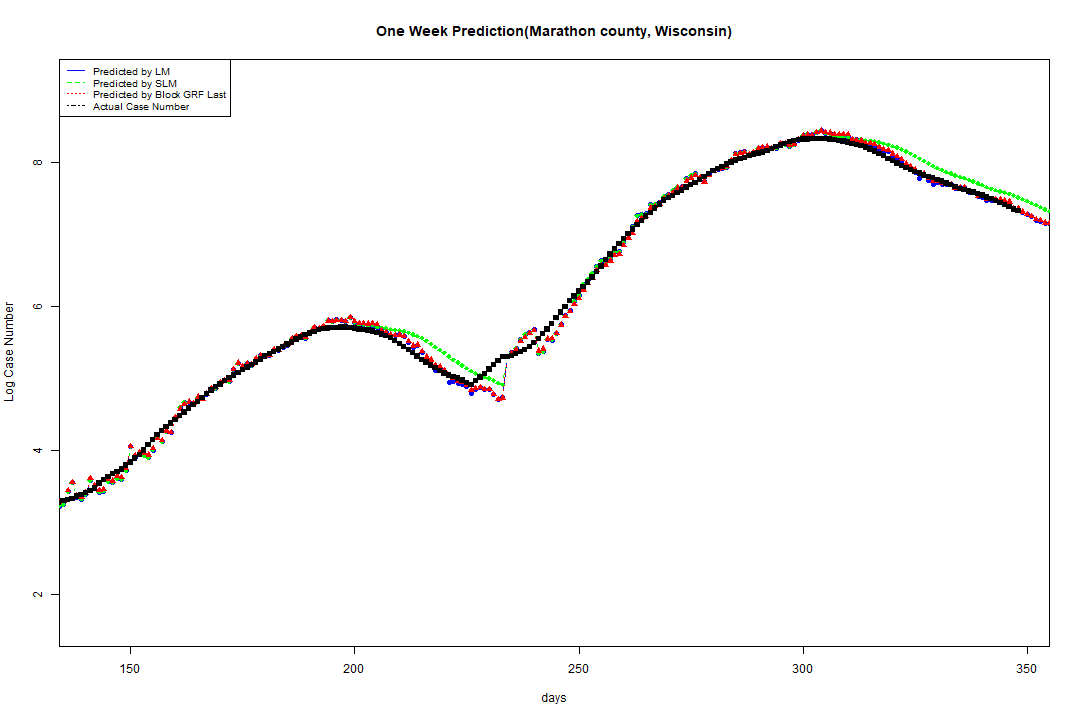 One Week Prediction(Marathon county, Wisconsin)
Predicted by LM
Predicted by SLM
Predicted by Block GRF Last
Actual Case Number
8
6
4
2
Log Case Number
150 200 250 300 350
days